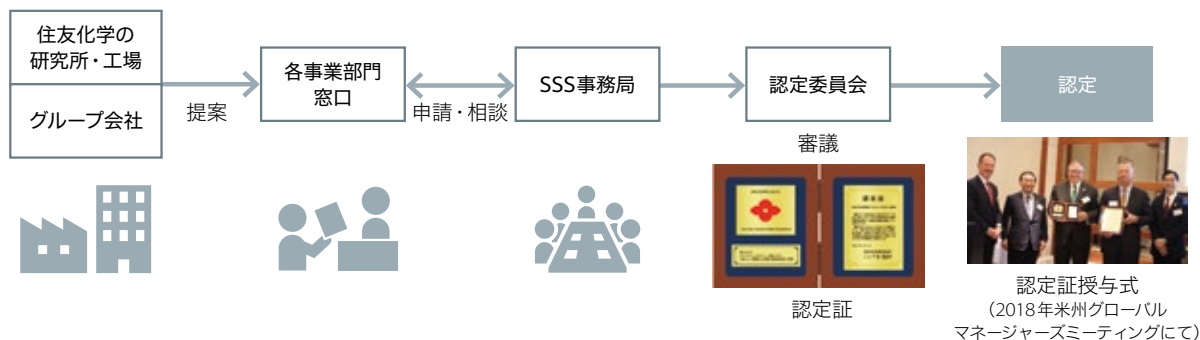 住友化学の
研究所・工場
グループ会社
提案
各事業部門
窓口
申請・相談
SSS事務局
認定委員会
審議
認定
認定証
認定証授与式
(2018年米州グローバル
マネージャーズミーティングにて)